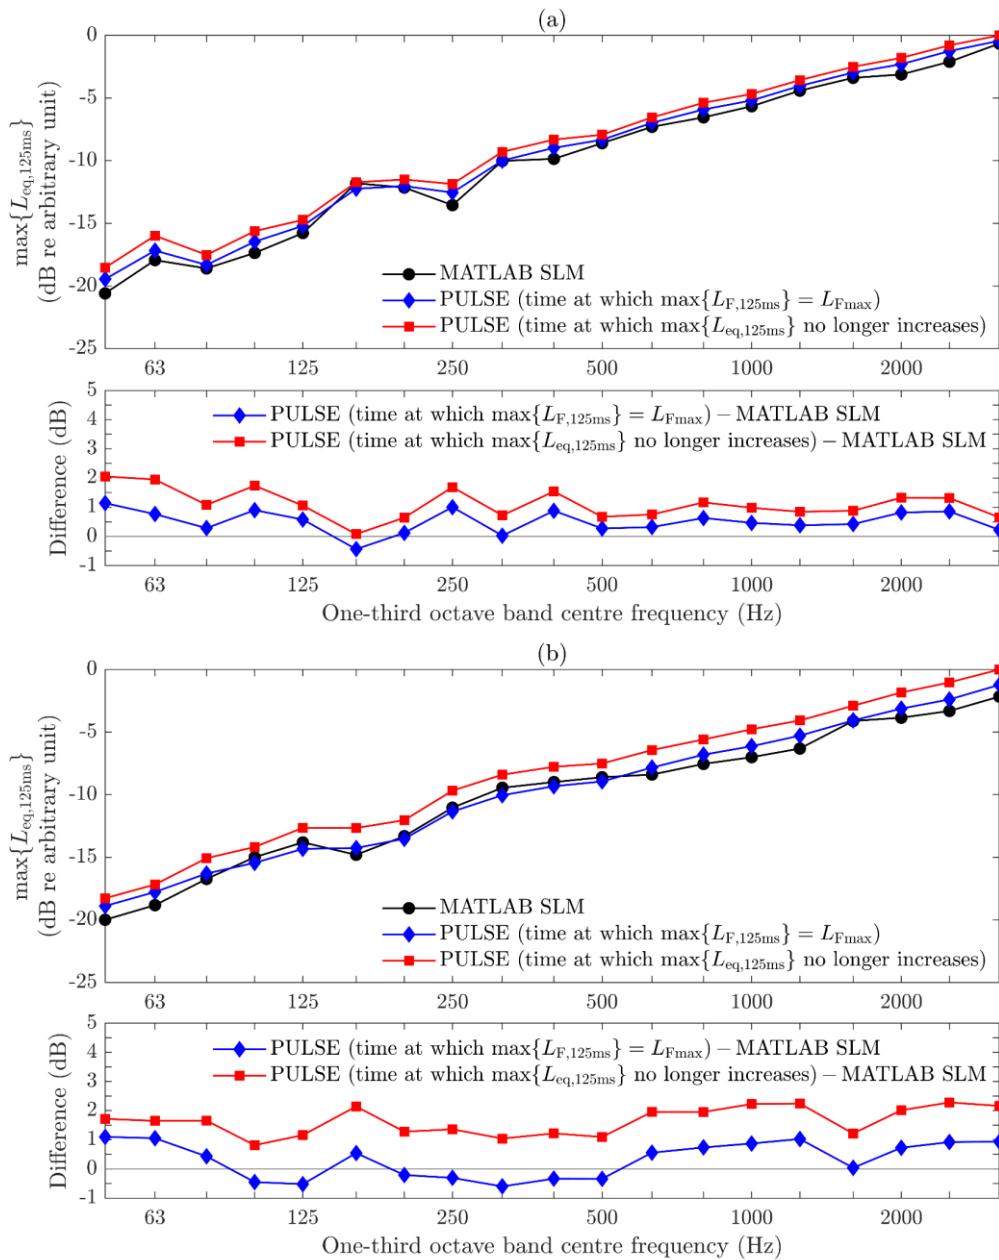 (a)
max{L_eq,125ms}
(dB re arbitrary unit)
0
-5
-10
-15
-20
-25
MATLAB SLM
PULSE (time at which max{L_F,125ms} = L_Fmax)
PULSE (time at which max{L_eq,125ms} no longer increases)
63 125 250 500 1000 2000
Difference (dB)
5
4
3
2
1
0
-1
PULSE (time at which max{L_F,125ms} = L_Fmax) – MATLAB SLM
PULSE (time at which max{L_eq,125ms} no longer increases) – MATLAB SLM
63 125 250 500 1000 2000
One-third octave band centre frequency (Hz)
(b)
max{L_eq,125ms}
(dB re arbitrary unit)
0
-5
-10
-15
-20
-25
MATLAB SLM
PULSE (time at which max{L_F,125ms} = L_Fmax)
PULSE (time at which max{L_eq,125ms} no longer increases)
63 125 250 500 1000 2000
Difference (dB)
5
4
3
2
1
0
-1
PULSE (time at which max{L_F,125ms} = L_Fmax) – MATLAB SLM
PULSE (time at which max{L_eq,125ms} no longer increases) – MATLAB SLM
63 125 250 500 1000 2000
One-third octave band centre frequency (Hz)